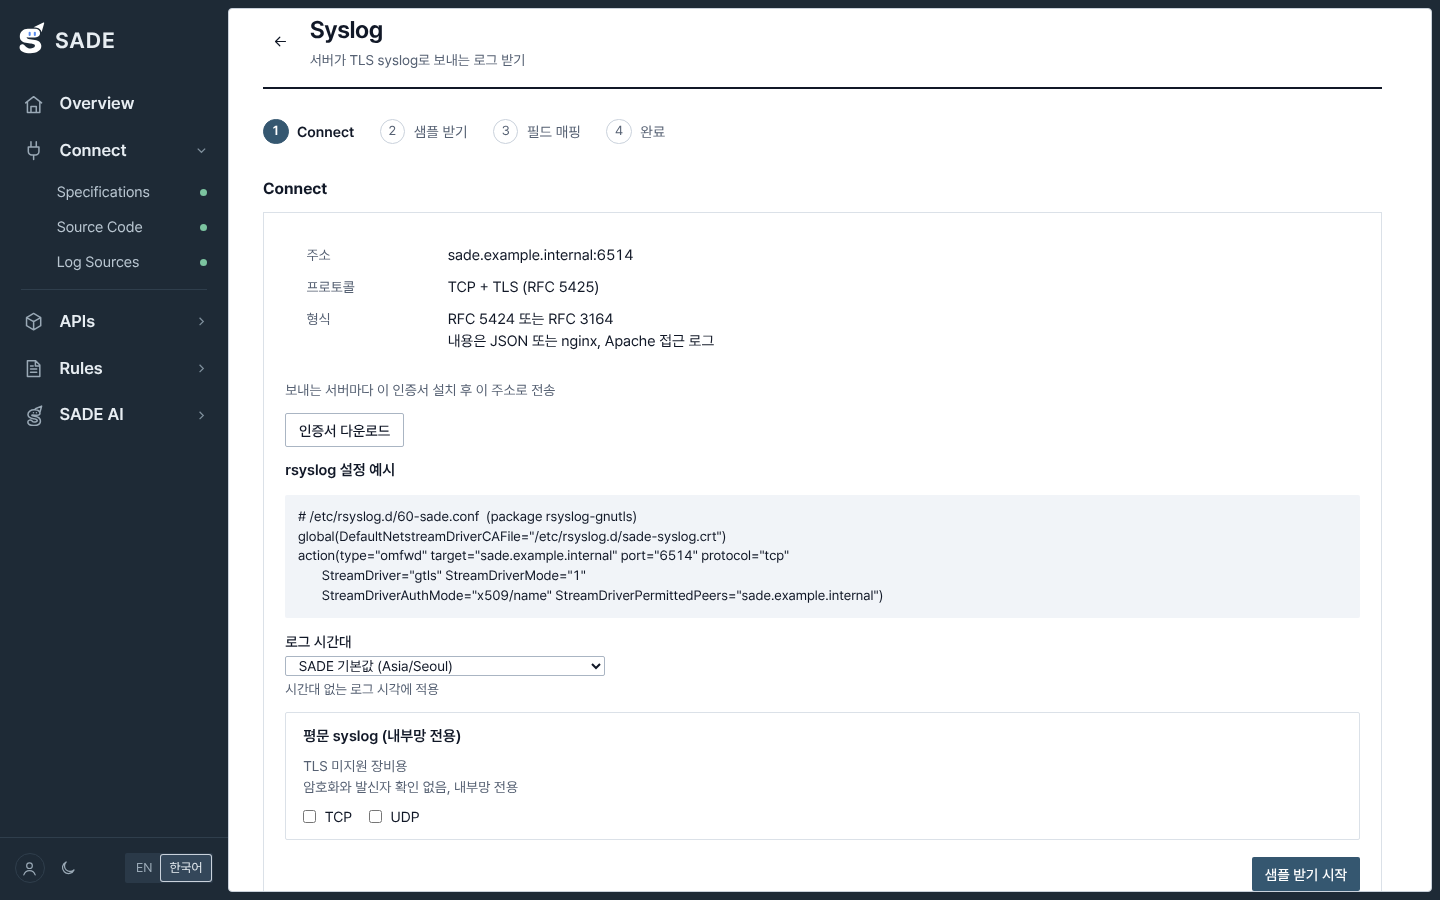 SADE
Overview
Connect
Specifications
Source Code
Log Sources
APIs
Rules
SADE AI
EN
한국어
Syslog
서버가 TLS syslog로 보내는 로그 받기
1 Connect
2 샘플 받기
3 필드 매핑
4 완료
Connect
주소 sade.example.internal:6514
프로토콜 TCP + TLS (RFC 5425)
형식 RFC 5424 또는 RFC 3164
내용은 JSON 또는 nginx, Apache 접근 로그
보내는 서버마다 이 인증서 설치 후 이 주소로 전송
인증서 다운로드
rsyslog 설정 예시
# /etc/rsyslog.d/60-sade.conf (package rsyslog-gnutls)
global(DefaultNetstreamDriverCAFile="/etc/rsyslog.d/sade-syslog.crt")
action(type="omfwd" target="sade.example.internal" port="6514" protocol="tcp"
StreamDriver="gtls" StreamDriverMode="1"
StreamDriverAuthMode="x509/name" StreamDriverPermittedPeers="sade.example.internal")
로그 시간대
SADE 기본값 (Asia/Seoul)
시간대 없는 로그 시각에 적용
평문 syslog (내부망 전용)
TLS 미지원 장비용
암호화와 발신자 확인 없음, 내부망 전용
TCP UDP
샘플 받기 시작